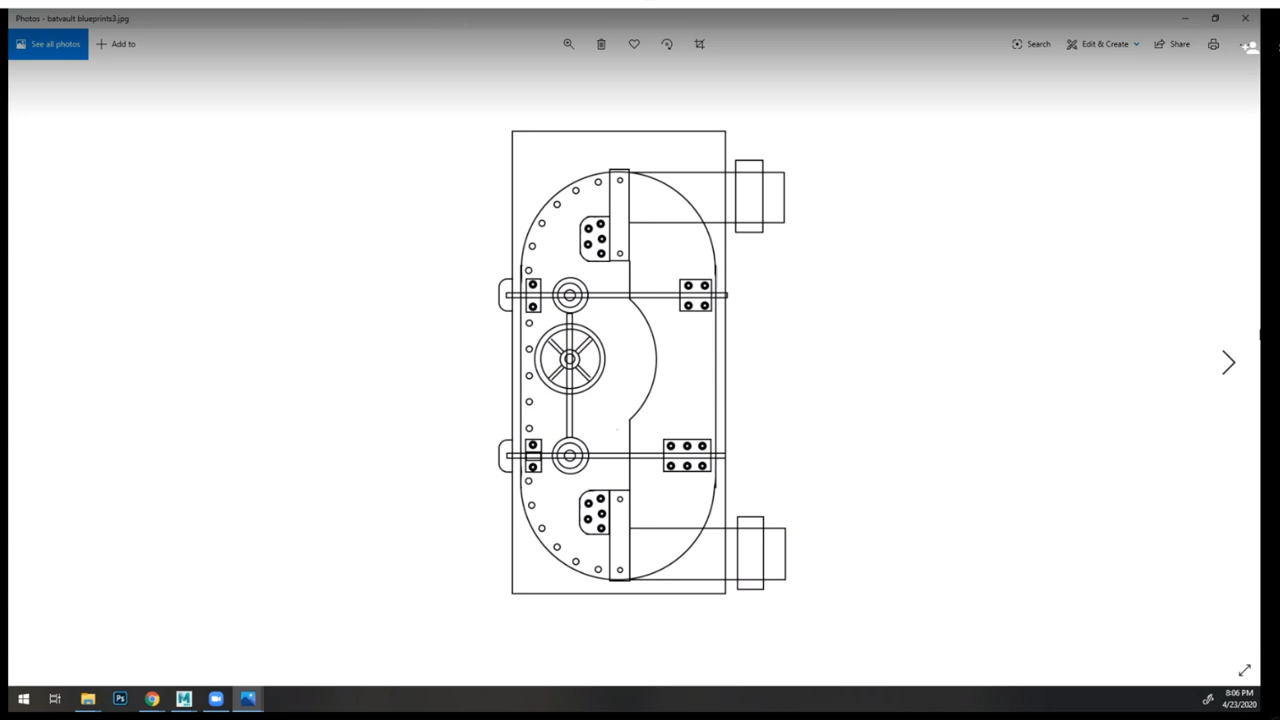 Photos - batvault blueprints3.jpg
See all photos
Add to
Search
Edit & Create
Share
Ps
M
8:06 PM
4/23/2020